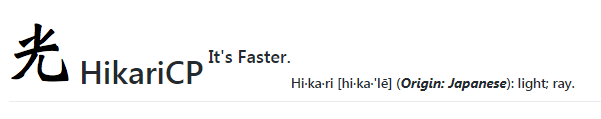 光 HikariCP It's Faster.
Hi·ka·ri [hi·ka·'lē] (Origin: Japanese): light; ray.